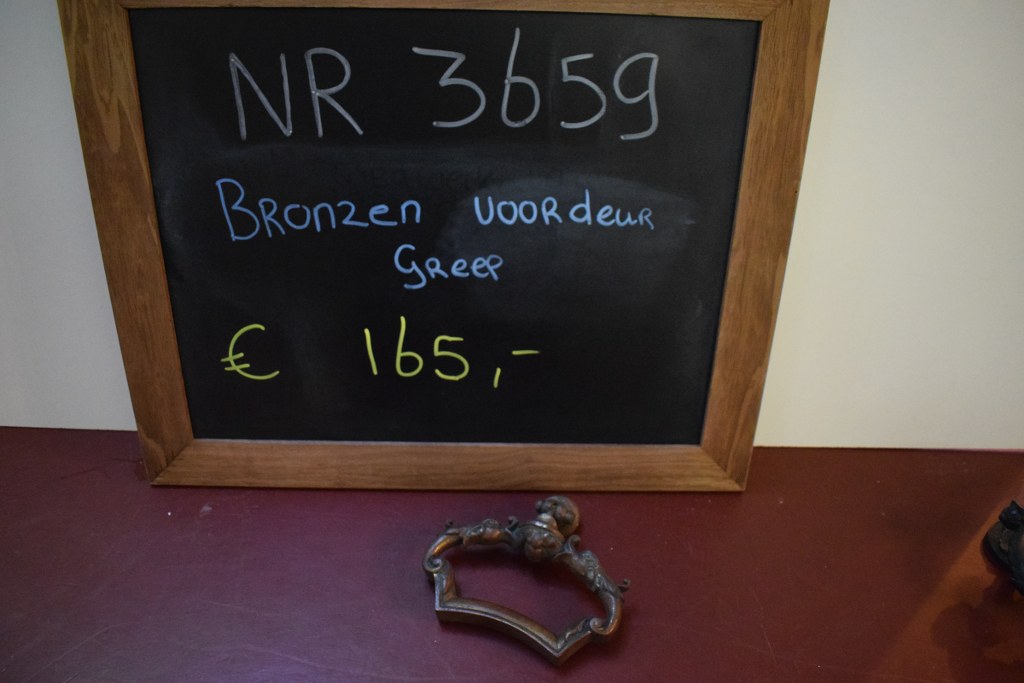 NR 3659
Bronzen voordeur
Greep
€ 165,-